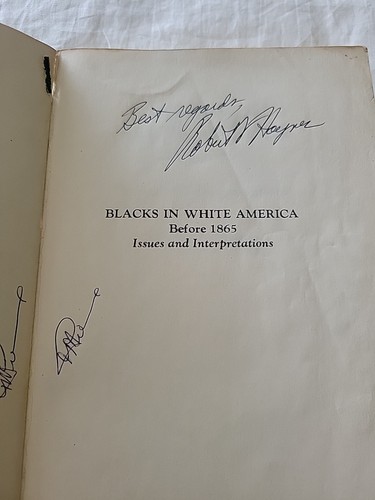 Best regards,
Robert V Haynes
BLACKS IN WHITE AMERICA
Before 1865
Issues and Interpretations